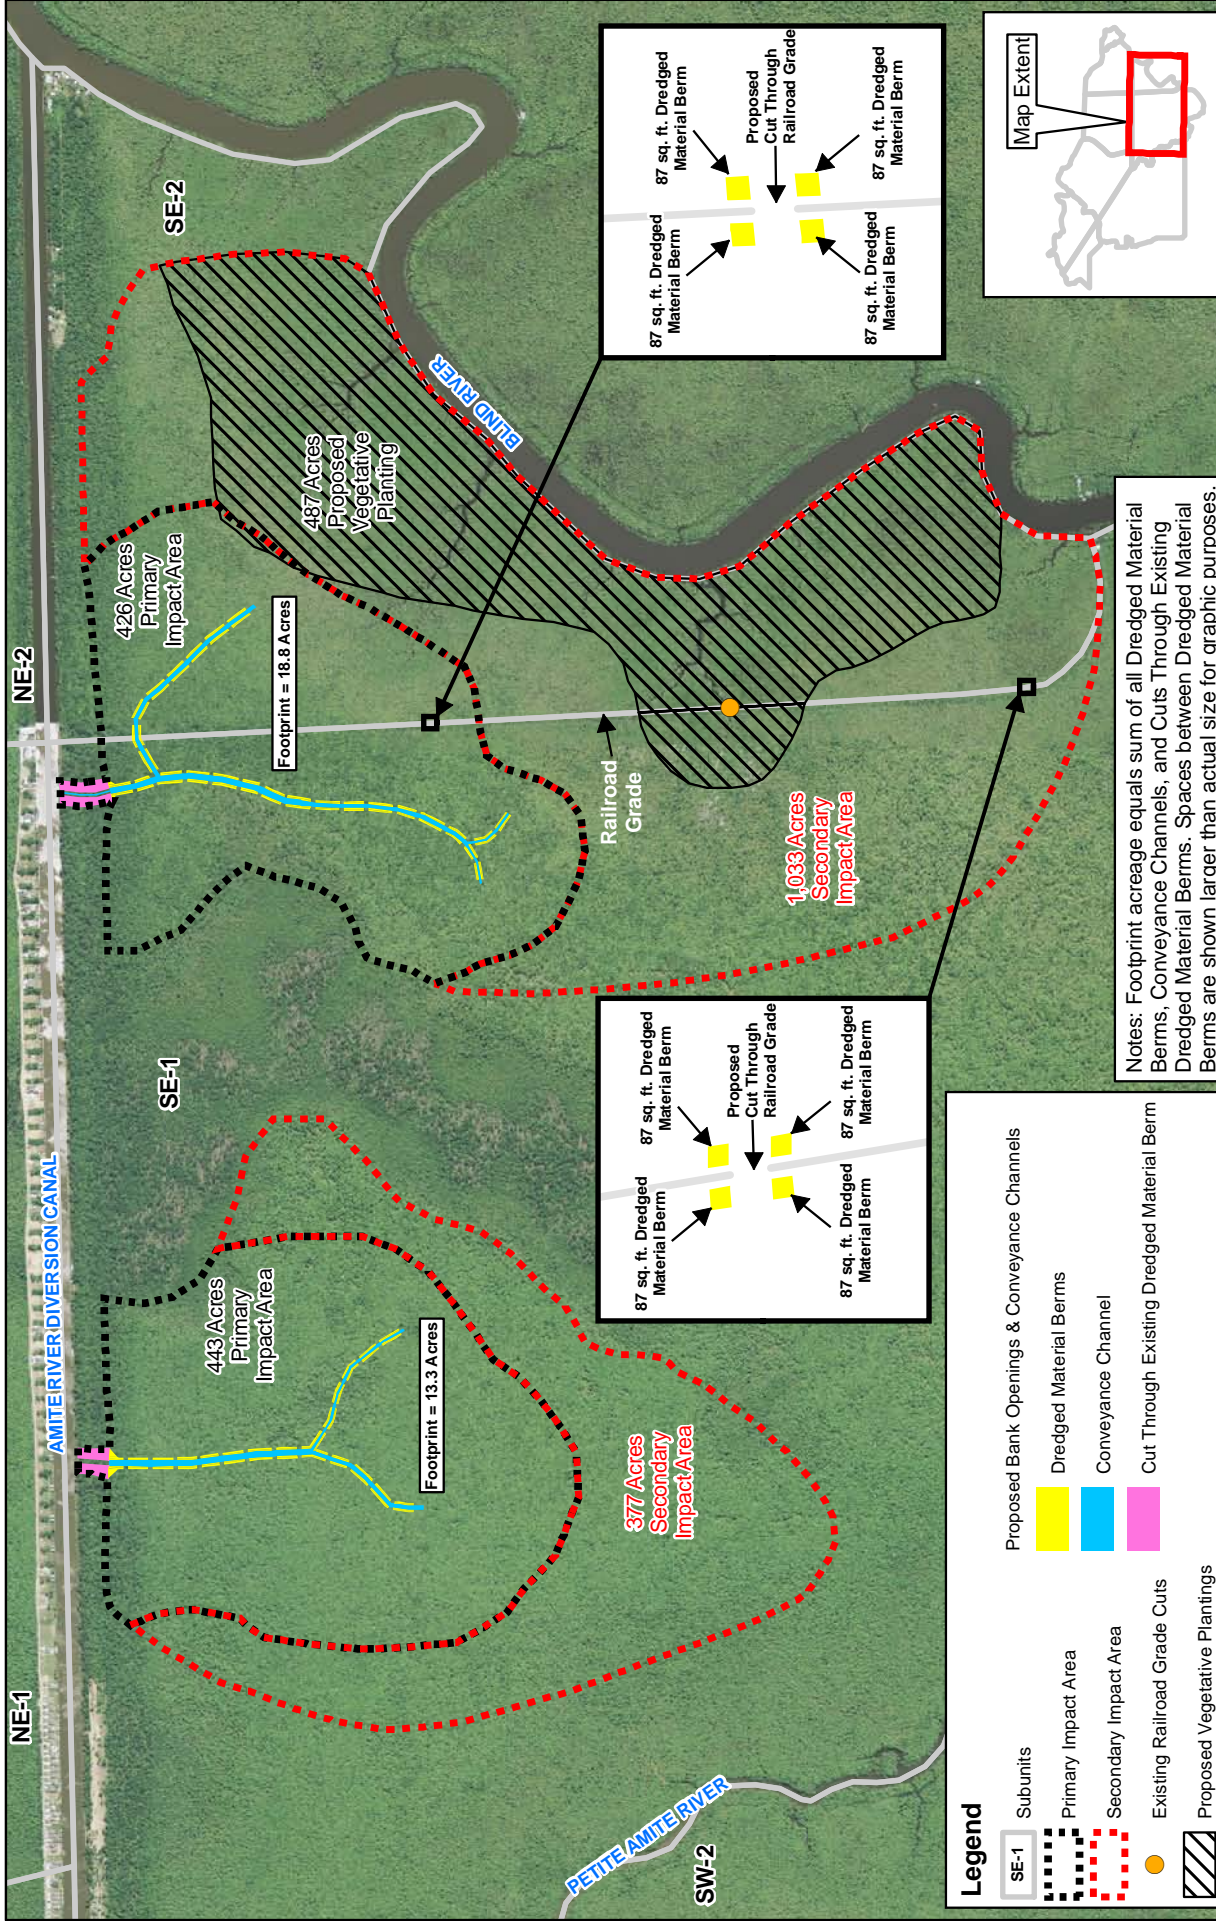 NE-1
NE-2
AMITE RIVER DIVERSION CANAL
SE-1
SE-2
443 Acres
Primary
Impact Area
426 Acres
Primary
Impact Area
Footprint = 18.8 Acres
487 Acres
Proposed
Vegetative
Planting
BLIND RIVER
Footprint = 13.3 Acres
377 Acres
Secondary
Impact Area
Railroad
Grade
1,033 Acres
Secondary
Impact Area
PETITE AMITE RIVER
SW-2
87 sq. ft. Dredged
Material Berm
87 sq. ft. Dredged
Material Berm
Proposed
Cut Through
Railroad Grade
87 sq. ft. Dredged
Material Berm
87 sq. ft. Dredged
Material Berm
87 sq. ft. Dredged
Material Berm
87 sq. ft. Dredged
Material Berm
Proposed
Cut Through
Railroad Grade
87 sq. ft. Dredged
Material Berm
87 sq. ft. Dredged
Material Berm
Map Extent
Legend
SE-1
Subunits
Primary Impact Area
Secondary Impact Area
Existing Railroad Grade Cuts
Proposed Vegetative Plantings
Proposed Bank Openings & Conveyance Channels
Dredged Material Berms
Conveyance Channel
Cut Through Existing Dredged Material Berm
Notes: Footprint acreage equals sum of all Dredged Material
Berms, Conveyance Channels, and Cuts Through Existing
Dredged Material Berms. Spaces between Dredged Material
Berms are shown larger than actual size for graphic purposes.